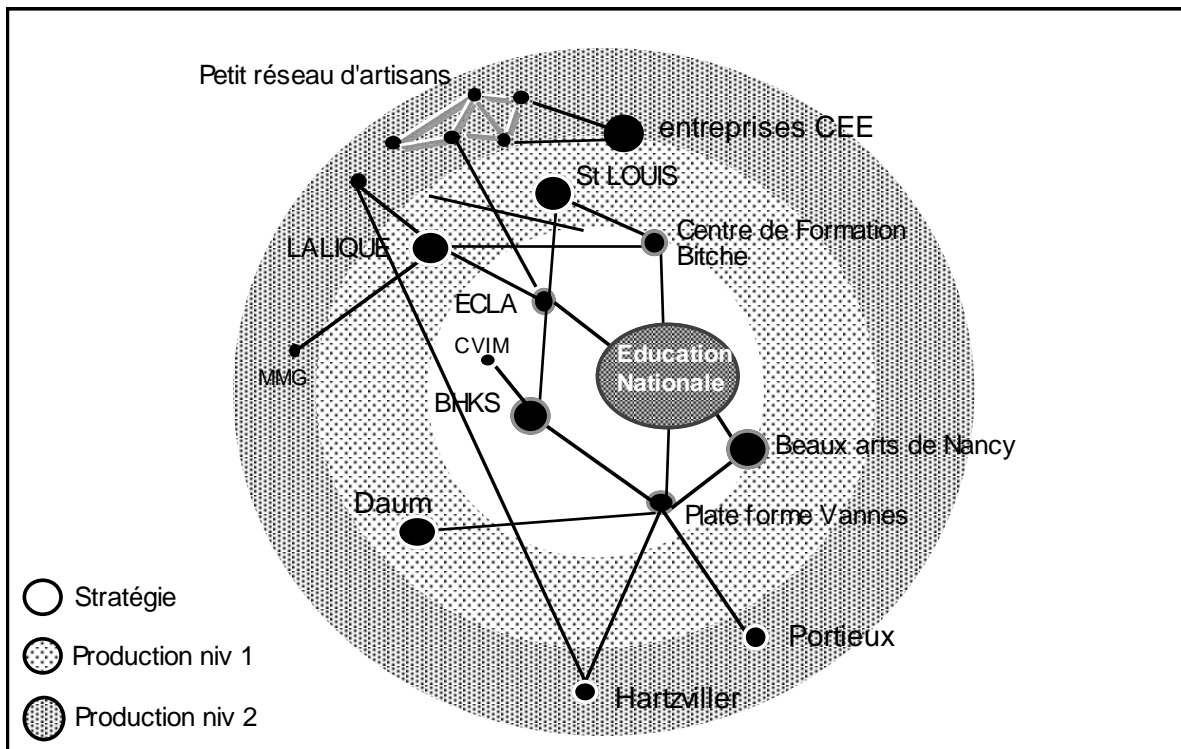 Petit réseau d'artisans
entreprises CEE
St LOUIS
Centre de Formation
Bitche
LALIQUE
ECLA
CVIM
Education
Nationale
MMG
BHKS
Beaux arts de Nancy
Daum
Plate forme Vannes
Stratégie
Portieux
Production niv 1
Hartzviller
Production niv 2